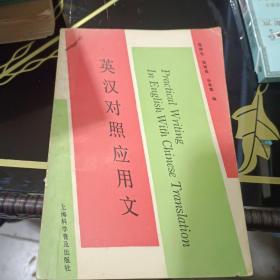 英汉对照应用文
Practical Writing
In English With Chinese Translation
编
上海科学普及出版社